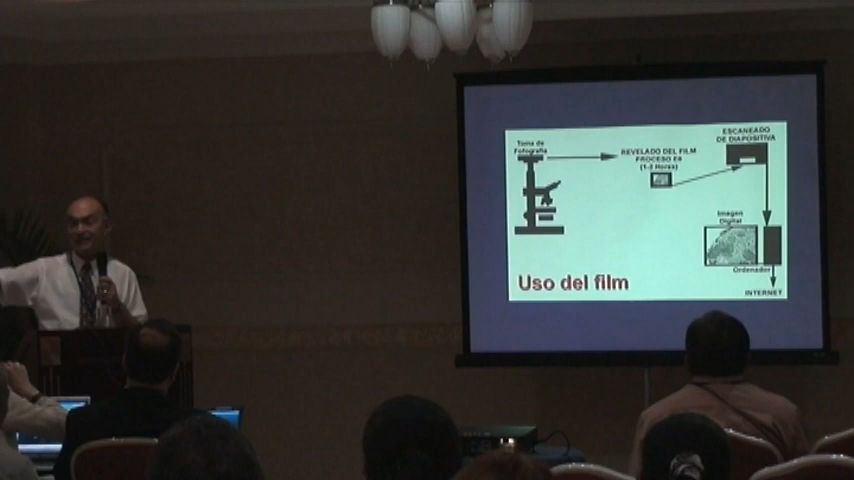 Toma de
Fotografía
REVELADO DEL FILM
PROCESO E6
(1-3 Horas)
ESCANEADO
DE DIAPOSITIVA
Imagen
Digital
Ordenador
INTERNET
Uso del film